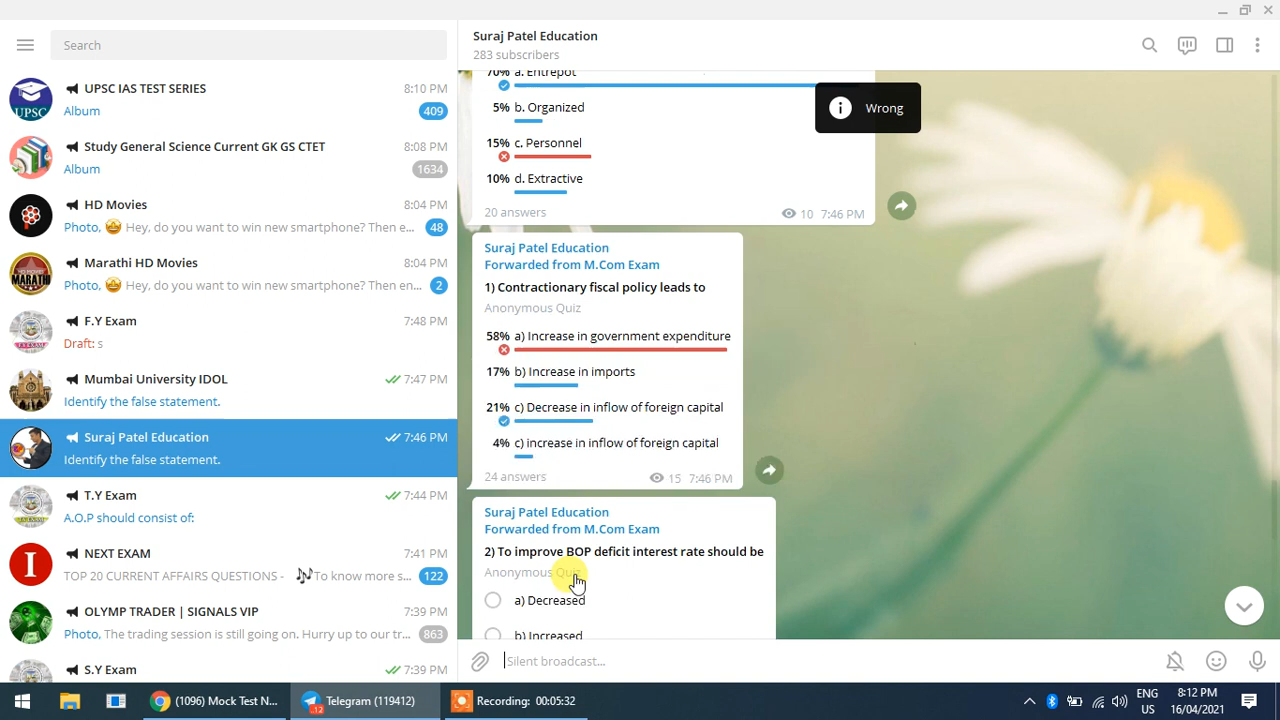 Search
UPSC IAS TEST SERIES 8:10 PM
Album 409
UPSC
Study General Science Current GK GS CTET 8:08 PM
Album 1634
HD Movies 8:04 PM
Photo, 🤩 Hey, do you want to win new smartphone? Then e... 48
Marathi HD Movies 8:04 PM
Photo, 🤩 Hey, do you want to win new smartphone? Then en... 2
MARATHI
F.Y Exam 7:48 PM
Draft: s
Mumbai University IDOL 7:47 PM
Identify the false statement.
Suraj Patel Education 7:46 PM
Identify the false statement.
T.Y Exam 7:44 PM
A.O.P should consist of:
I
NEXT EXAM 7:41 PM
TOP 20 CURRENT AFFAIRS QUESTIONS - 🎶To know more s... 122
OLYMP TRADER | SIGNALS VIP 7:39 PM
Photo, The trading session is still going on. Hurry up to our tr... 863
S.Y Exam 7:39 PM
Suraj Patel Education
283 subscribers
70% a. Entrepot
5% b. Organized
15% c. Personnel
10% d. Extractive
20 answers 10 7:46 PM
Wrong
Suraj Patel Education
Forwarded from M.Com Exam
1) Contractionary fiscal policy leads to
Anonymous Quiz
58% a) Increase in government expenditure
17% b) Increase in imports
21% c) Decrease in inflow of foreign capital
4% c) increase in inflow of foreign capital
24 answers 15 7:46 PM
Suraj Patel Education
Forwarded from M.Com Exam
2) To improve BOP deficit interest rate should be
Anonymous Quiz
a) Decreased
b) Increased
Silent broadcast...
(1096) Mock Test N...
Telegram (119412)
12
Recording: 00:05:32
ENG
US
8:12 PM
16/04/2021